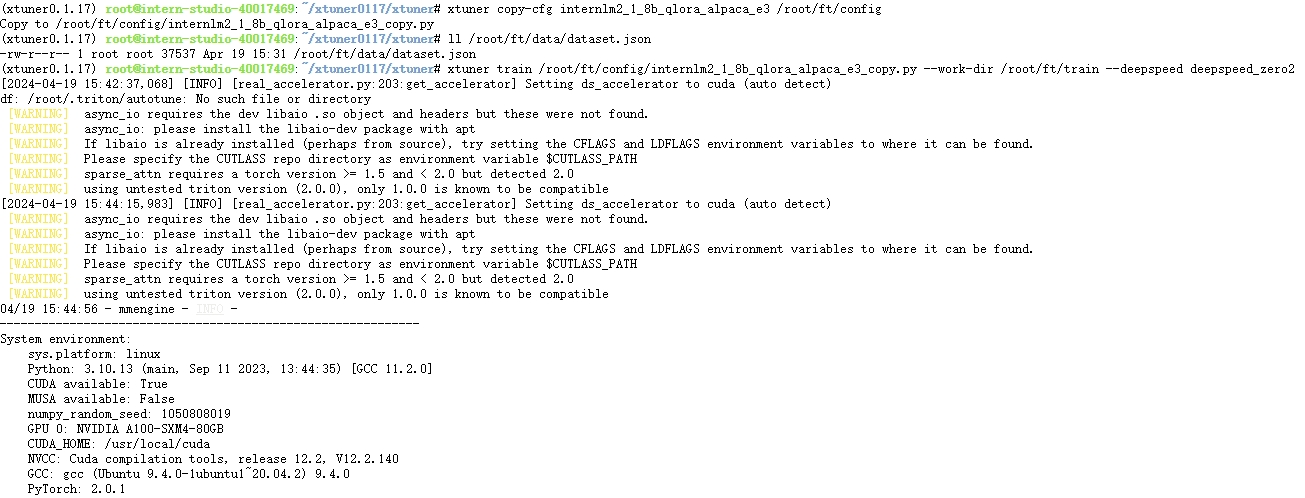 (xtuner0.1.17) root@intern-studio-40017469:~/xtuner0117/xtuner# xtuner copy-cfg internlm2_1_8b_qlora_alpaca_e3 /root/ft/config
Copy to /root/ft/config/internlm2_1_8b_qlora_alpaca_e3_copy.py
(xtuner0.1.17) root@intern-studio-40017469:~/xtuner0117/xtuner# ll /root/ft/data/dataset.json
-rw-r--r-- 1 root root 37537 Apr 19 15:31 /root/ft/data/dataset.json
(xtuner0.1.17) root@intern-studio-40017469:~/xtuner0117/xtuner# xtuner train /root/ft/config/internlm2_1_8b_qlora_alpaca_e3_copy.py --work-dir /root/ft/train --deepspeed deepspeed_zero2
[2024-04-19 15:42:37,068] [INFO] [real_accelerator.py:203:get_accelerator] Setting ds_accelerator to cuda (auto detect)
df: /root/.triton/autotune: No such file or directory
[WARNING]  async_io requires the dev libaio .so object and headers but these were not found.
[WARNING]  async_io: please install the libaio-dev package with apt
[WARNING]  If libaio is already installed (perhaps from source), try setting the CFLAGS and LDFLAGS environment variables to where it can be found.
[WARNING]  Please specify the CUTLASS repo directory as environment variable $CUTLASS_PATH
[WARNING]  sparse_attn requires a torch version >= 1.5 and < 2.0 but detected 2.0
[WARNING]  using untested triton version (2.0.0), only 1.0.0 is known to be compatible
[2024-04-19 15:44:15,983] [INFO] [real_accelerator.py:203:get_accelerator] Setting ds_accelerator to cuda (auto detect)
[WARNING]  async_io requires the dev libaio .so object and headers but these were not found.
[WARNING]  async_io: please install the libaio-dev package with apt
[WARNING]  If libaio is already installed (perhaps from source), try setting the CFLAGS and LDFLAGS environment variables to where it can be found.
[WARNING]  Please specify the CUTLASS repo directory as environment variable $CUTLASS_PATH
[WARNING]  sparse_attn requires a torch version >= 1.5 and < 2.0 but detected 2.0
[WARNING]  using untested triton version (2.0.0), only 1.0.0 is known to be compatible
04/19 15:44:56 - mmengine - INFO -
------------------------------------------------------------
System environment:
    sys.platform: linux
    Python: 3.10.13 (main, Sep 11 2023, 13:44:35) [GCC 11.2.0]
    CUDA available: True
    MUSA available: False
    numpy_random_seed: 1050808019
    GPU 0: NVIDIA A100-SXM4-80GB
    CUDA_HOME: /usr/local/cuda
    NVCC: Cuda compilation tools, release 12.2, V12.2.140
    GCC: gcc (Ubuntu 9.4.0-1ubuntu1~20.04.2) 9.4.0
    PyTorch: 2.0.1